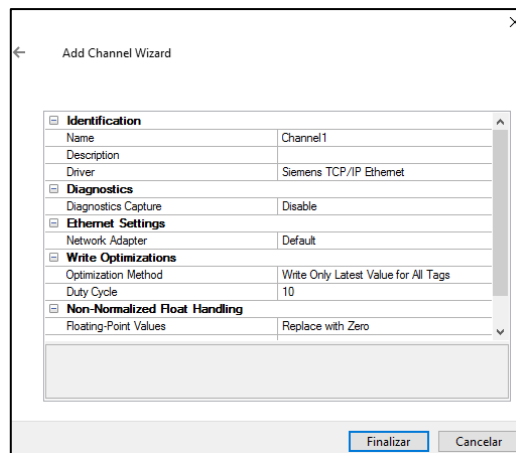 Add Channel Wizard
Identification
Name Channel1
Description
Driver Siemens TCP/IP Ethernet
Diagnostics
Diagnostics Capture Disable
Ethernet Settings
Network Adapter Default
Write Optimizations
Optimization Method Write Only Latest Value for All Tags
Duty Cycle 10
Non-Normalized Float Handling
Floating-Point Values Replace with Zero
Finalizar Cancelar